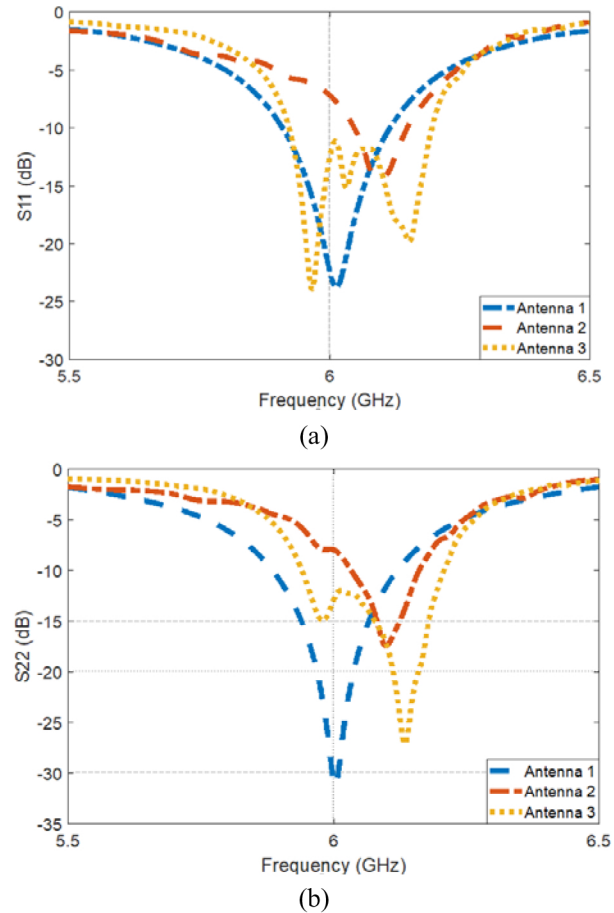 0
-5
-10
-15
-20
-25
-30
S11 (dB)
Antenna 1
Antenna 2
Antenna 3
5.5
6
6.5
Frequency (GHz)
(a)
0
-5
-10
-15
-20
-25
-30
-35
S22 (dB)
Antenna 1
Antenna 2
Antenna 3
5.5
6
6.5
Frequency (GHz)
(b)